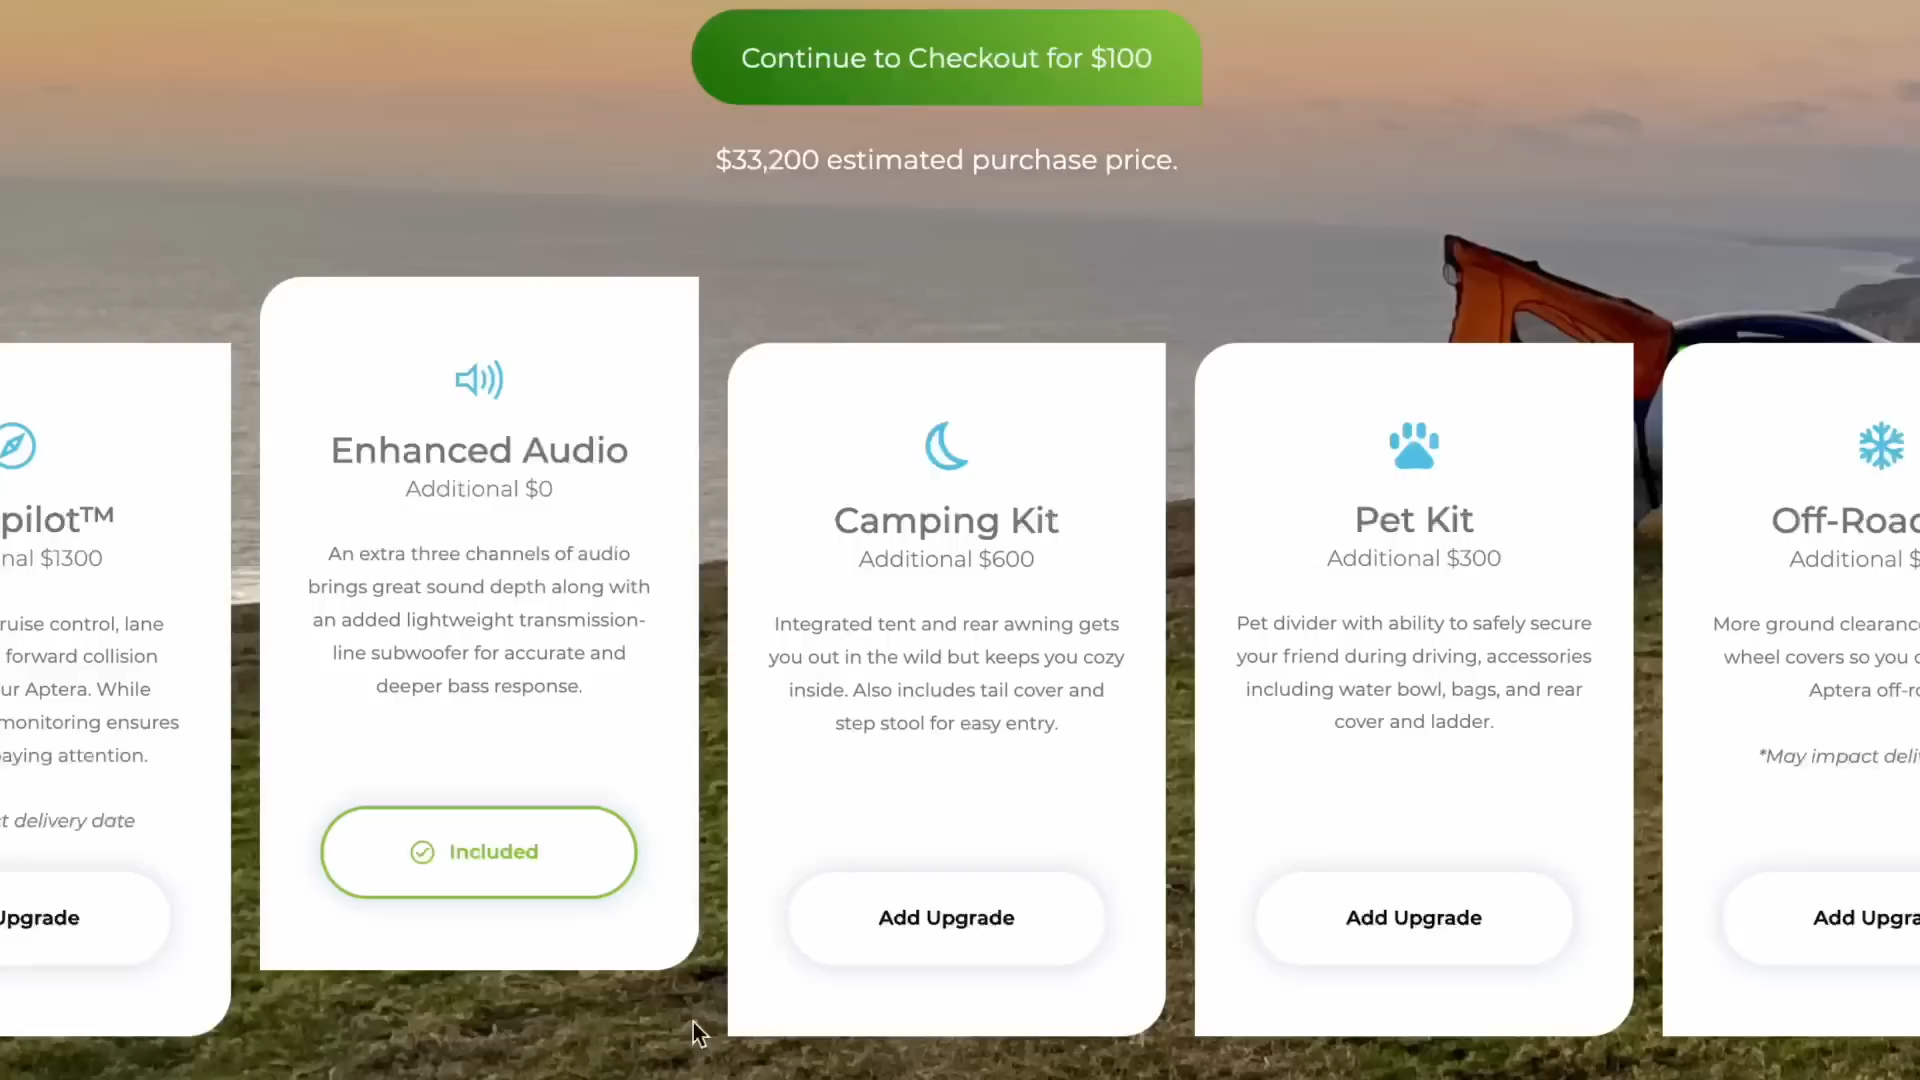 Continue to Checkout for $100
$33,200 estimated purchase price.
pilot™
nal $1300
ruise control, lane
forward collision
ur Aptera. While
monitoring ensures
aying attention.
t delivery date
Upgrade
Enhanced Audio
Additional $0
An extra three channels of audio
brings great sound depth along with
an added lightweight transmission-
line subwoofer for accurate and
deeper bass response.
Included
Camping Kit
Additional $600
Integrated tent and rear awning gets
you out in the wild but keeps you cozy
inside. Also includes tail cover and
step stool for easy entry.
Add Upgrade
Pet Kit
Additional $300
Pet divider with ability to safely secure
your friend during driving, accessories
including water bowl, bags, and rear
cover and ladder.
Add Upgrade
Off-Road
Additional $
More ground clearance
wheel covers so you c
Aptera off-ro
*May impact deliv
Add Upgra